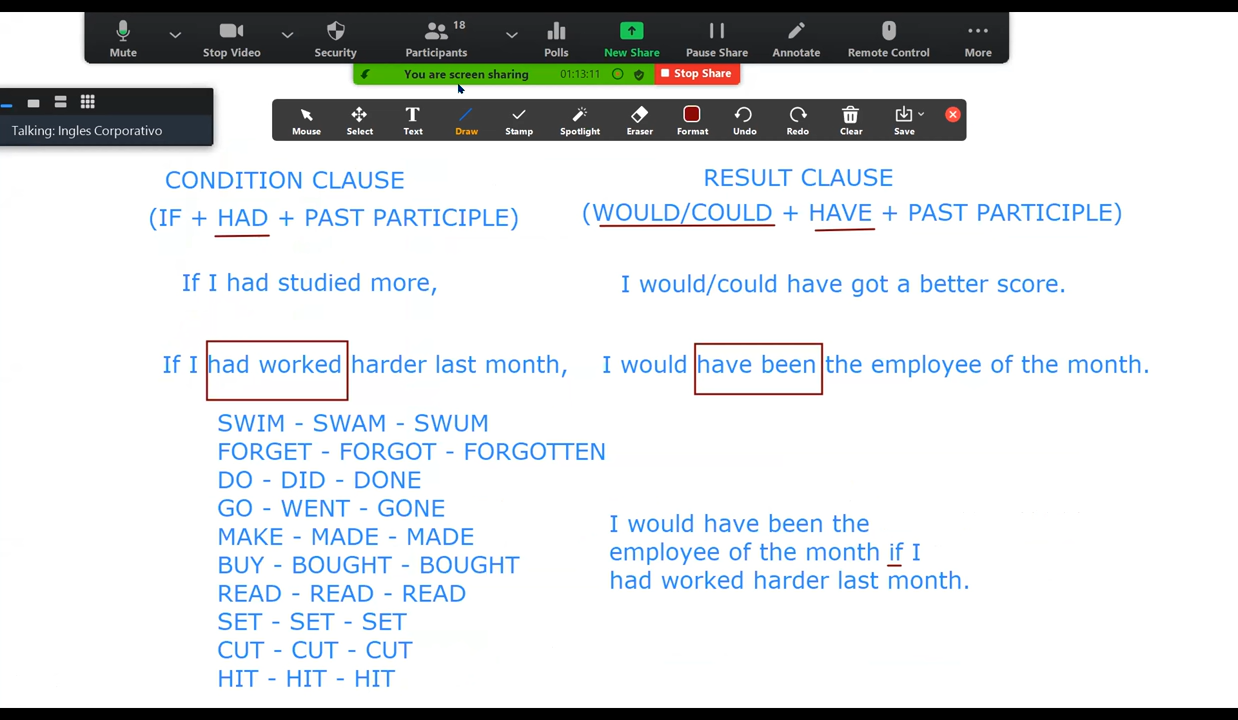 18
Mute
Stop Video
Security
Participants
Polls
New Share
Pause Share
Annotate
Remote Control
More
You are screen sharing
01:13:11
Stop Share
Talking: Ingles Corporativo
Mouse
Select
Text
Draw
Stamp
Spotlight
Eraser
Format
Undo
Redo
Clear
Save
CONDITION CLAUSE
(IF + HAD + PAST PARTICIPLE)
RESULT CLAUSE
(WOULD/COULD + HAVE + PAST PARTICIPLE)
If I had studied more,
I would/could have got a better score.
If I had worked harder last month,
I would have been the employee of the month.
SWIM - SWAM - SWUM
FORGET - FORGOT - FORGOTTEN
DO - DID - DONE
GO - WENT - GONE
MAKE - MADE - MADE
BUY - BOUGHT - BOUGHT
READ - READ - READ
SET - SET - SET
CUT - CUT - CUT
HIT - HIT - HIT
I would have been the
employee of the month if I
had worked harder last month.